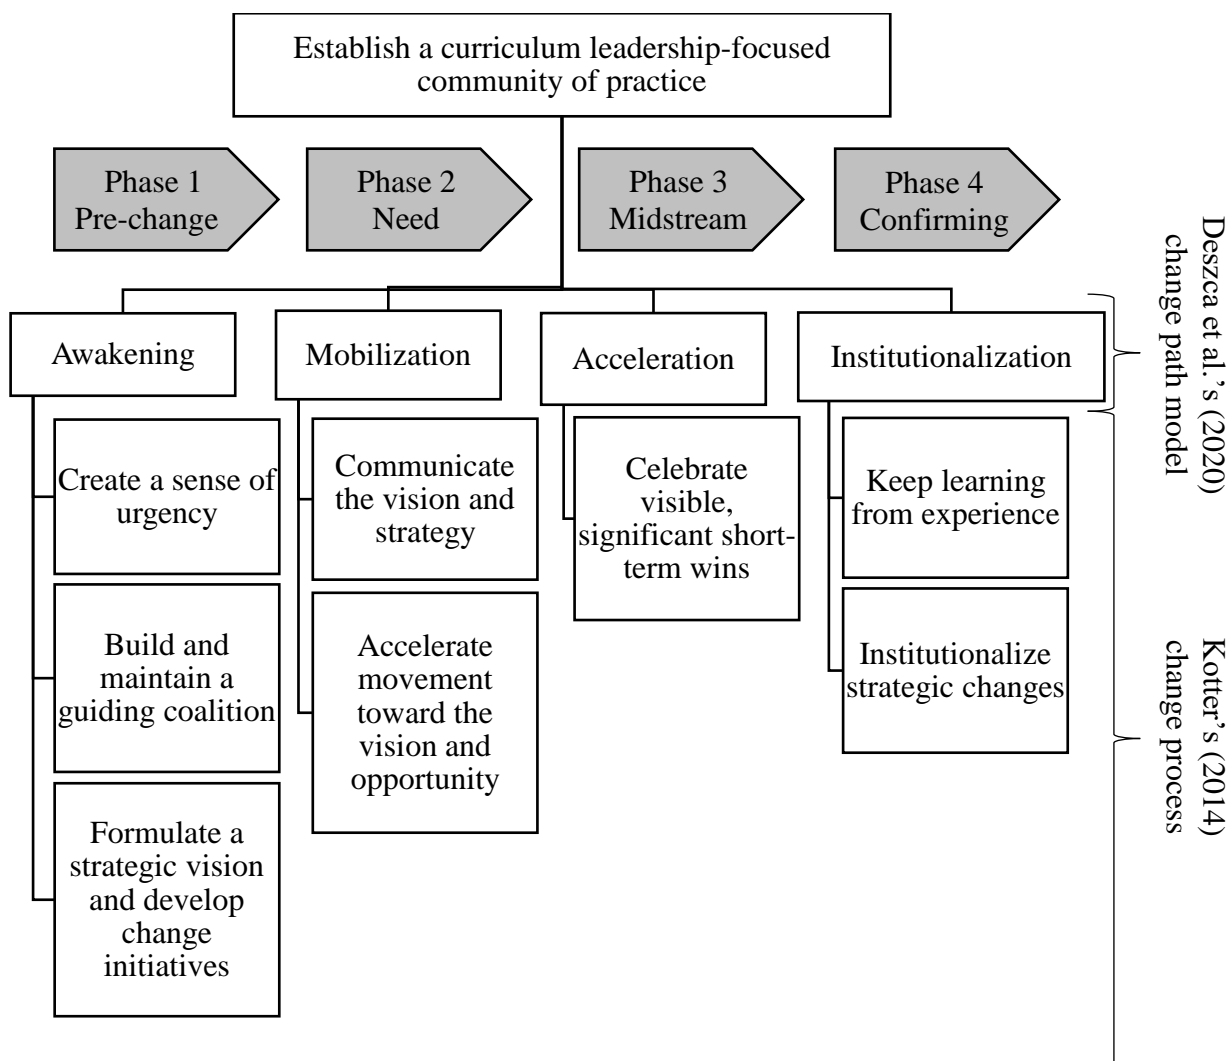 Establish a curriculum leadership-focused
community of practice
Phase 1
Pre-change
Phase 2
Need
Phase 3
Midstream
Phase 4
Confirming
Awakening
Mobilization
Acceleration
Institutionalization
Create a sense of
urgency
Build and
maintain a
guiding coalition
Formulate a
strategic vision
and develop
change
initiatives
Communicate
the vision and
strategy
Accelerate
movement
toward the
vision and
opportunity
Celebrate
visible,
significant short-
term wins
Keep learning
from experience
Institutionalize
strategic changes
Deszca et al.'s (2020)
change path model
Kotter's (2014)
change process